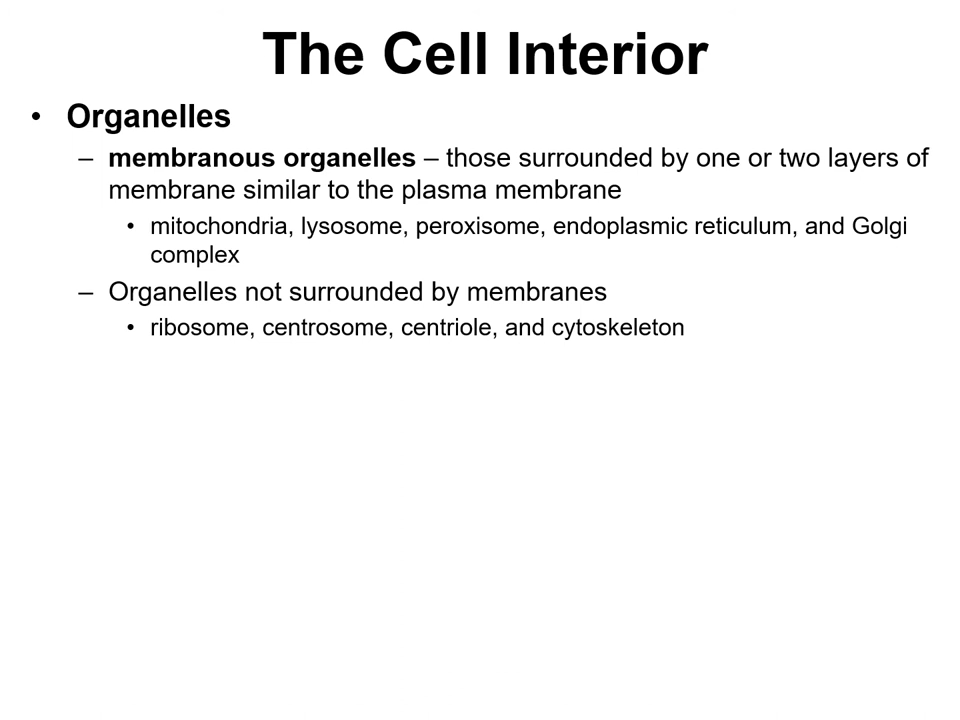 The Cell Interior
• Organelles
– membranous organelles – those surrounded by one or two layers of
membrane similar to the plasma membrane
• mitochondria, lysosome, peroxisome, endoplasmic reticulum, and Golgi
complex
– Organelles not surrounded by membranes
• ribosome, centrosome, centriole, and cytoskeleton